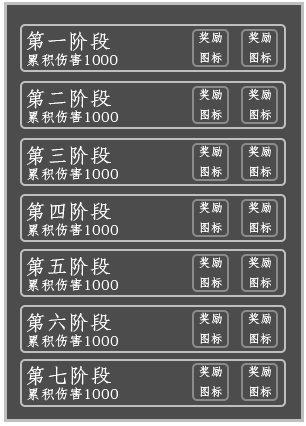 第一阶段 奖励 奖励
累积伤害1000 图标 图标
第二阶段 奖励 奖励
累积伤害1000 图标 图标
第三阶段 奖励 奖励
累积伤害1000 图标 图标
第四阶段 奖励 奖励
累积伤害1000 图标 图标
第五阶段 奖励 奖励
累积伤害1000 图标 图标
第六阶段 奖励 奖励
累积伤害1000 图标 图标
第七阶段 奖励 奖励
累积伤害1000 图标 图标